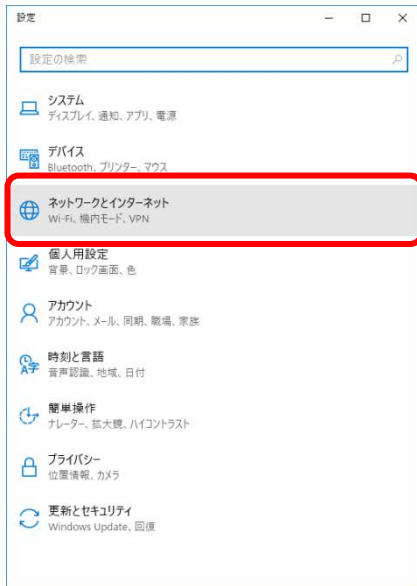 設定
設定の検索
システム
ディスプレイ、通知、アプリ、電源
デバイス
Bluetooth、プリンター、マウス
ネットワークとインターネット
Wi-Fi、機内モード、VPN
個人用設定
背景、ロック画面、色
アカウント
アカウント、メール、同期、職場、家族
時刻と言語
音声認識、地域、日付
簡単操作
ナレーター、拡大鏡、ハイコントラスト
プライバシー
位置情報、カメラ
更新とセキュリティ
Windows Update、回復